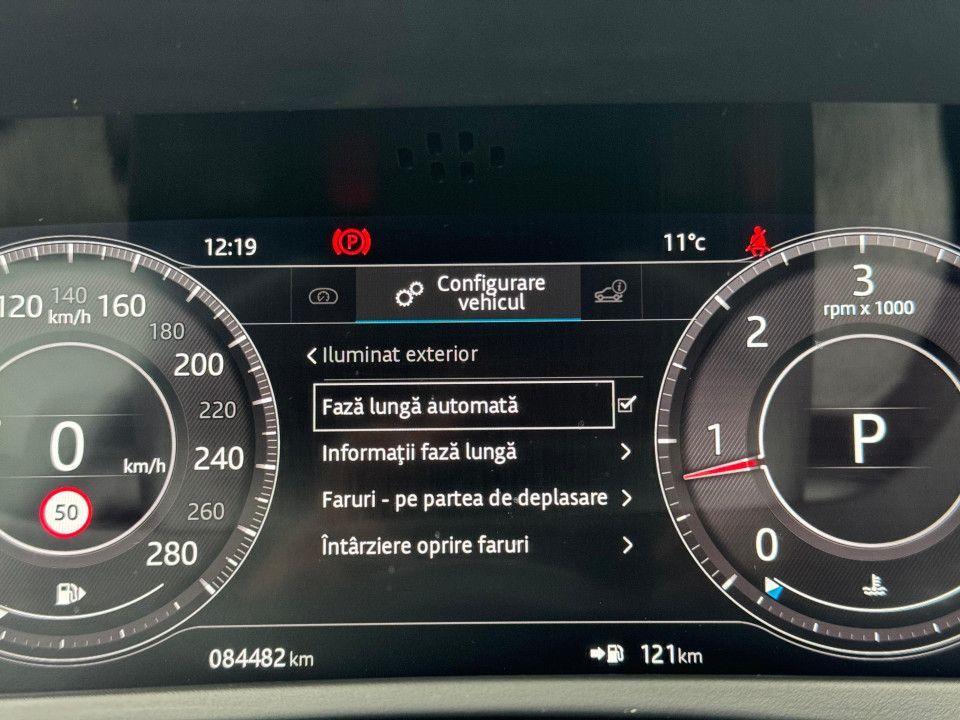 12:19
P
11°c
Configurare
vehicul
i
120 140 160
km/h
180
200
220
240
260
280
0
km/h
50
Iluminat exterior
Fază lungă automată
Informații fază lungă
Faruri - pe partea de deplasare
Întârziere oprire faruri
3
rpm x 1000
2
1
0
P
084482 km
121km